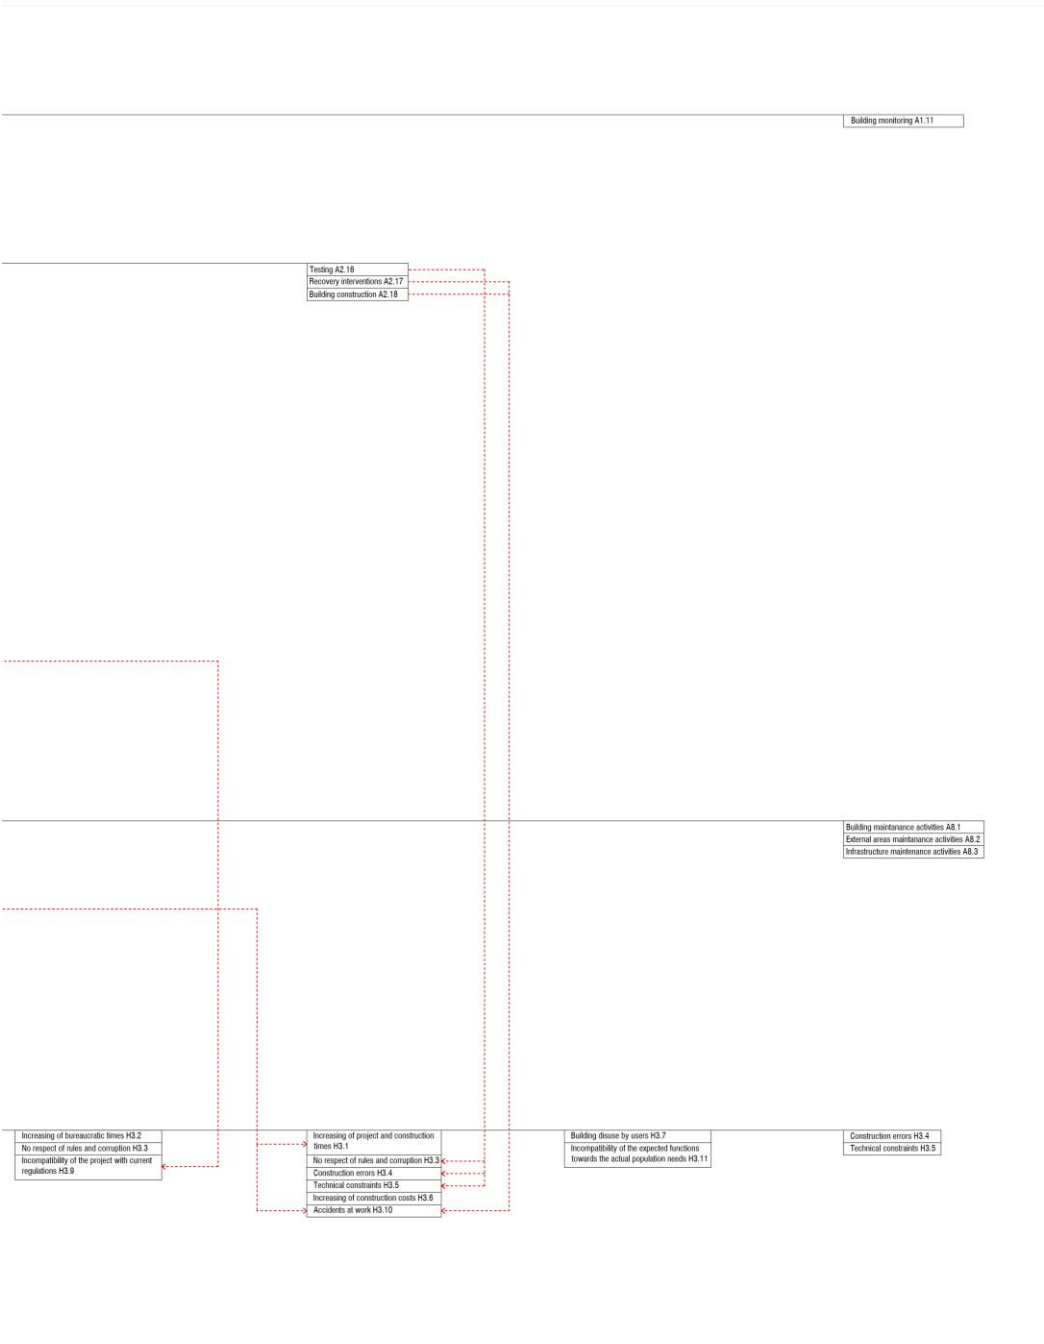 Building monitoring A1.11
Testing A2.16
Recovery interventions A2.17
Building construction A2.18
Building maintanance activities A8.1
External areas maintanance activities A8.2
Infrastructure maintenance activities A8.3
Increasing of bureaucratic times H3.2
No respect of rules and corruption H3.3
Incompatibility of the project with current
regulations H3.9
Increasing of project and construction
times H3.1
No respect of rules and corruption H3.3
Construction errors H3.4
Technical constraints H3.5
Increasing of construction costs H3.6
Accidents at work H3.10
Building disuse by users H3.7
Incompatibility of the expected functions
towards the actual population needs H3.11
Construction errors H3.4
Technical constraints H3.5